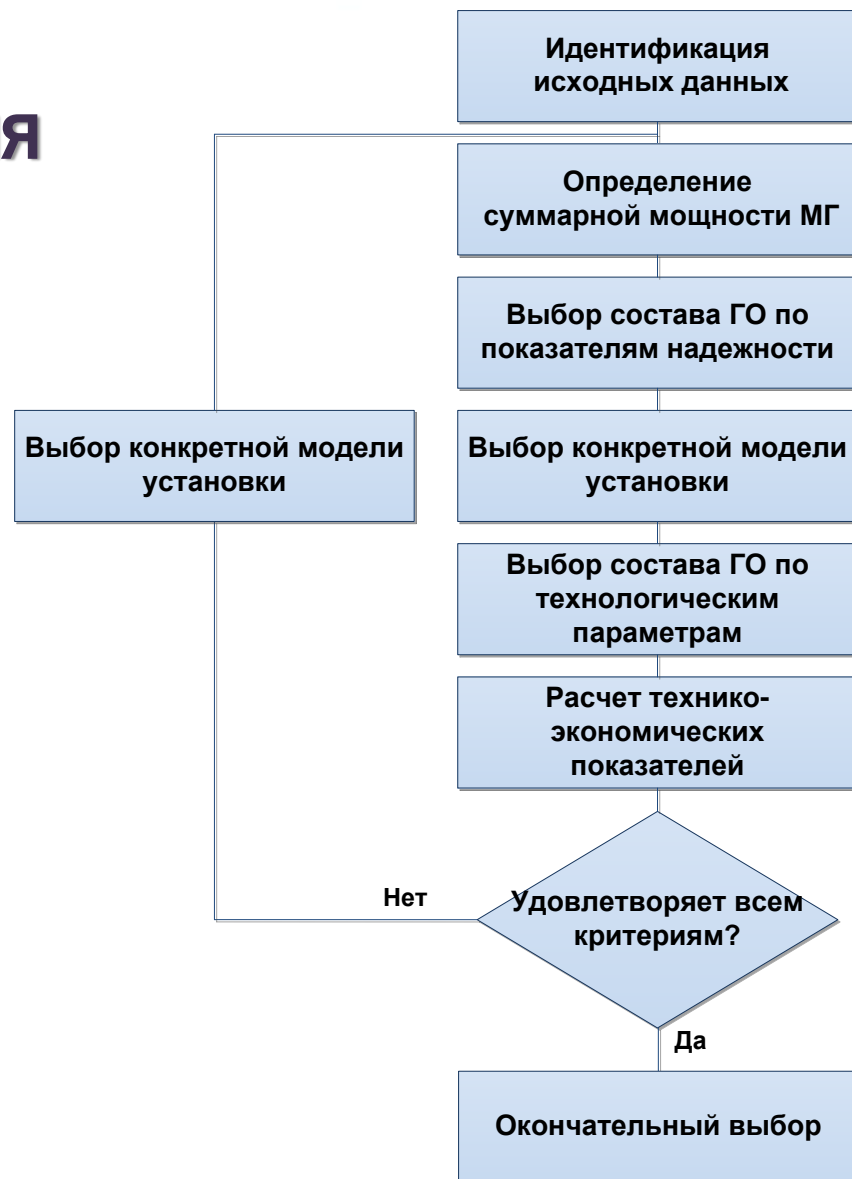 Идентификация
исходных данных
я
Определение
суммарной мощности МГ
Выбор состава ГО по
показателям надежности
Выбор конкретной модели
установки
Выбор конкретной модели
установки
Выбор состава ГО по
технологическим
параметрам
Расчет технико-
экономических
показателей
Нет
Удовлетворяет всем
критериям?
Да
Окончательный выбор